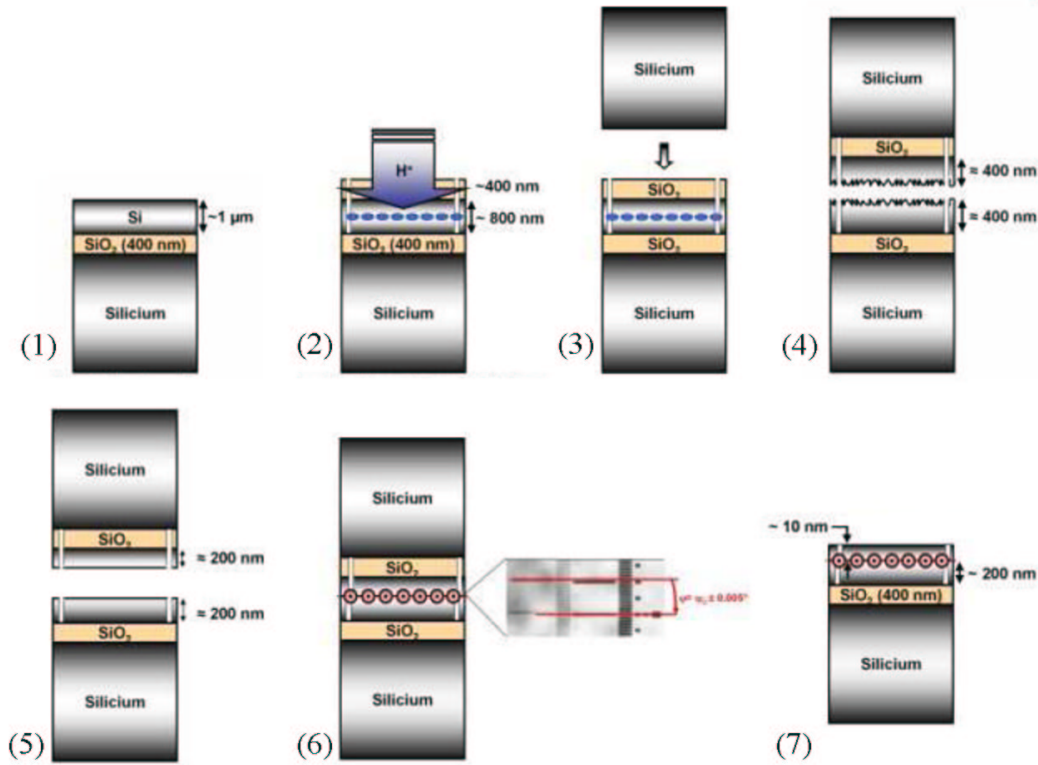 Si
~1 µm
SiO₂ (400 nm)
Silicium
(1)
H⁺
~400 nm
~ 800 nm
SiO₂ (400 nm)
Silicium
(2)
Silicium
SiO₂
SiO₂
Silicium
(3)
Silicium
SiO₂
≈ 400 nm
≈ 400 nm
SiO₂
Silicium
(4)
Silicium
SiO₂
≈ 200 nm
≈ 200 nm
SiO₂
Silicium
(5)
Silicium
SiO₂
SiO₂
Silicium
± 0.005°
(6)
~ 10 nm
~ 200 nm
SiO₂ (400 nm)
Silicium
(7)